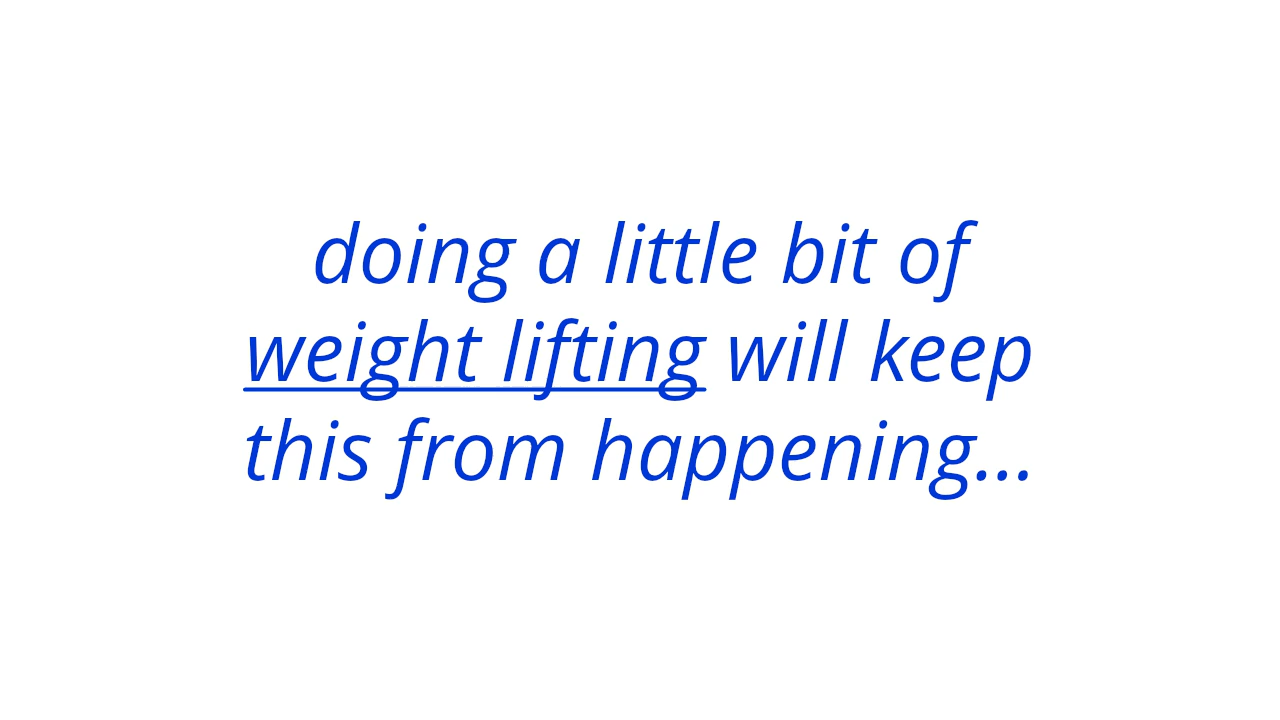 doing a little bit of
weight lifting will keep
this from happening...